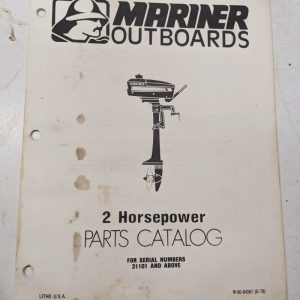 MARINER
OUTBOARDS
2 Horsepower
PARTS CATALOG
FOR SERIAL NUMBERS
31101 AND ABOVE
LITHO U.S.A.